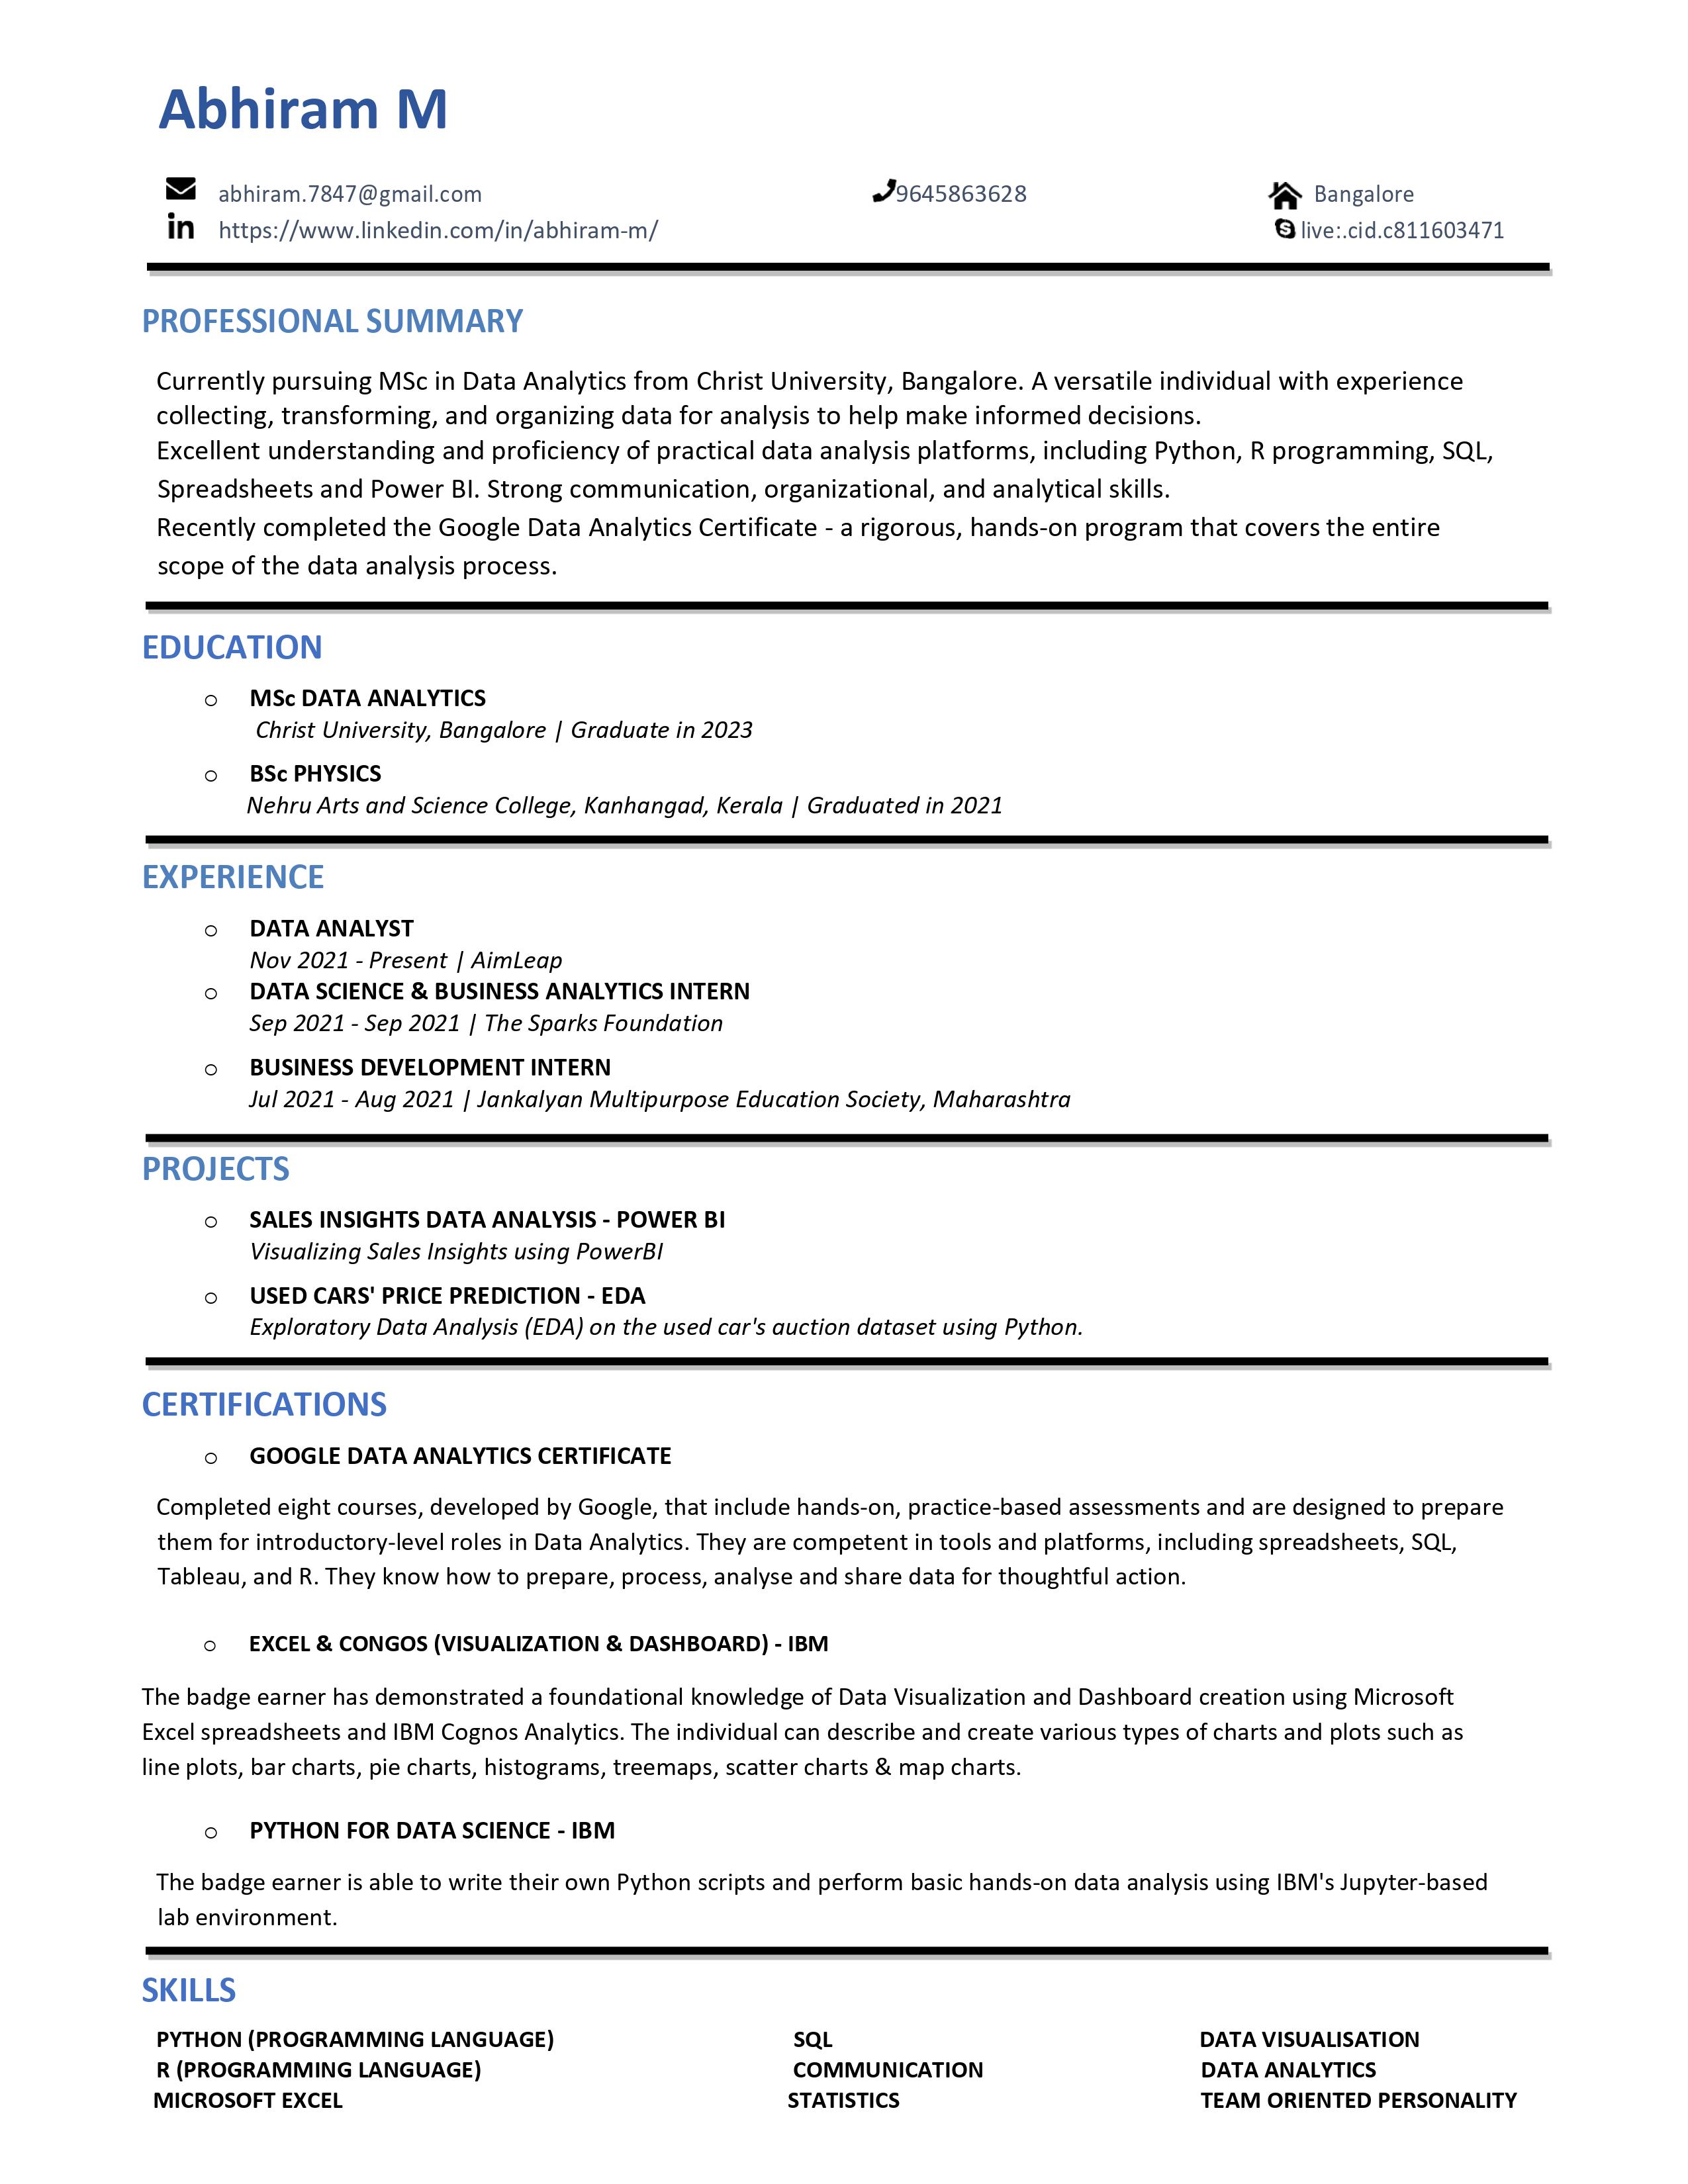 Abhiram M
abhiram.7847@gmail.com 9645863628 Bangalore
https://www.linkedin.com/in/abhiram-m/ live:.cid.c811603471
PROFESSIONAL SUMMARY
Currently pursuing MSc in Data Analytics from Christ University, Bangalore. A versatile individual with experience
collecting, transforming, and organizing data for analysis to help make informed decisions.
Excellent understanding and proficiency of practical data analysis platforms, including Python, R programming, SQL,
Spreadsheets and Power BI. Strong communication, organizational, and analytical skills.
Recently completed the Google Data Analytics Certificate - a rigorous, hands-on program that covers the entire
scope of the data analysis process.
EDUCATION
o MSc DATA ANALYTICS
Christ University, Bangalore | Graduate in 2023
o BSc PHYSICS
Nehru Arts and Science College, Kanhangad, Kerala | Graduated in 2021
EXPERIENCE
o DATA ANALYST
Nov 2021 - Present | AimLeap
o DATA SCIENCE & BUSINESS ANALYTICS INTERN
Sep 2021 - Sep 2021 | The Sparks Foundation
o BUSINESS DEVELOPMENT INTERN
Jul 2021 - Aug 2021 | Jankalyan Multipurpose Education Society, Maharashtra
PROJECTS
o SALES INSIGHTS DATA ANALYSIS - POWER BI
Visualizing Sales Insights using PowerBI
o USED CARS' PRICE PREDICTION - EDA
Exploratory Data Analysis (EDA) on the used car's auction dataset using Python.
CERTIFICATIONS
o GOOGLE DATA ANALYTICS CERTIFICATE
Completed eight courses, developed by Google, that include hands-on, practice-based assessments and are designed to prepare
them for introductory-level roles in Data Analytics. They are competent in tools and platforms, including spreadsheets, SQL,
Tableau, and R. They know how to prepare, process, analyse and share data for thoughtful action.
o EXCEL & CONGOS (VISUALIZATION & DASHBOARD) - IBM
The badge earner has demonstrated a foundational knowledge of Data Visualization and Dashboard creation using Microsoft
Excel spreadsheets and IBM Cognos Analytics. The individual can describe and create various types of charts and plots such as
line plots, bar charts, pie charts, histograms, treemaps, scatter charts & map charts.
o PYTHON FOR DATA SCIENCE - IBM
The badge earner is able to write their own Python scripts and perform basic hands-on data analysis using IBM's Jupyter-based
lab environment.
SKILLS
PYTHON (PROGRAMMING LANGUAGE) SQL DATA VISUALISATION
R (PROGRAMMING LANGUAGE) COMMUNICATION DATA ANALYTICS
MICROSOFT EXCEL STATISTICS TEAM ORIENTED PERSONALITY